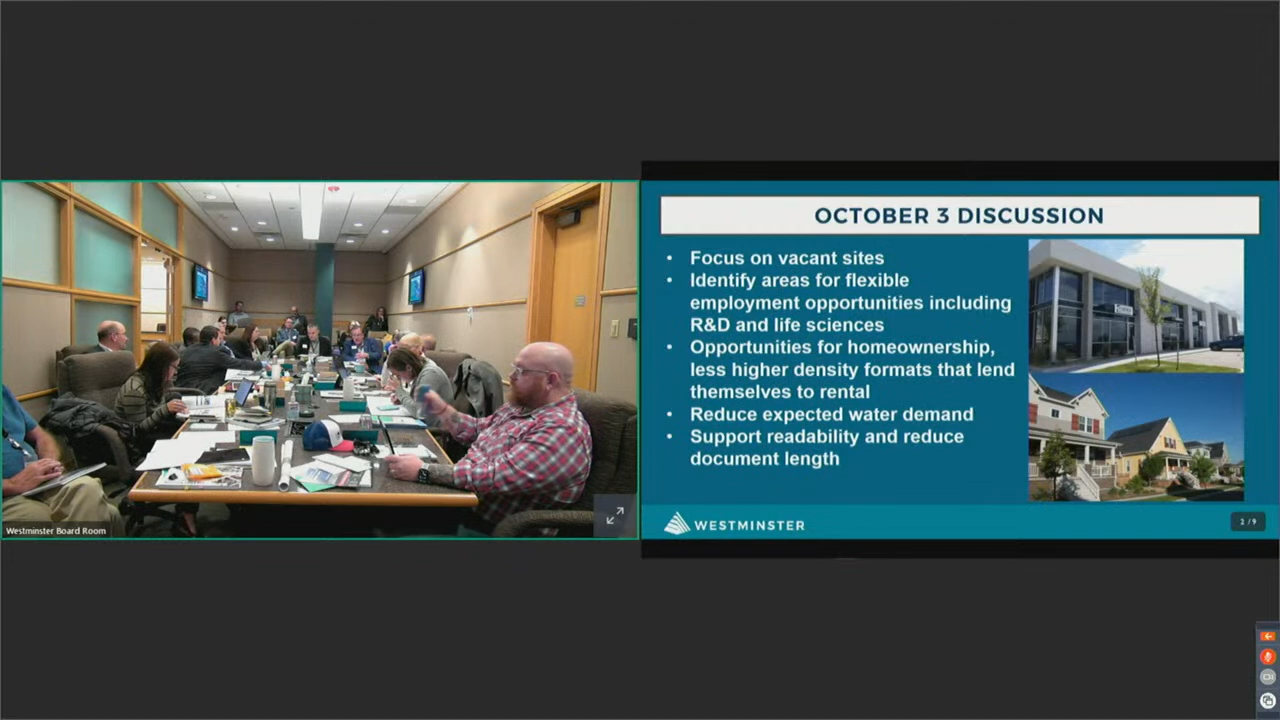 OCTOBER 3 DISCUSSION
• Focus on vacant sites
• Identify areas for flexible
employment opportunities including
R&D and life sciences
• Opportunities for homeownership,
less higher density formats that lend
themselves to rental
• Reduce expected water demand
• Support readability and reduce
document length
WESTMINSTER
2 / 9
Westminster Board Room